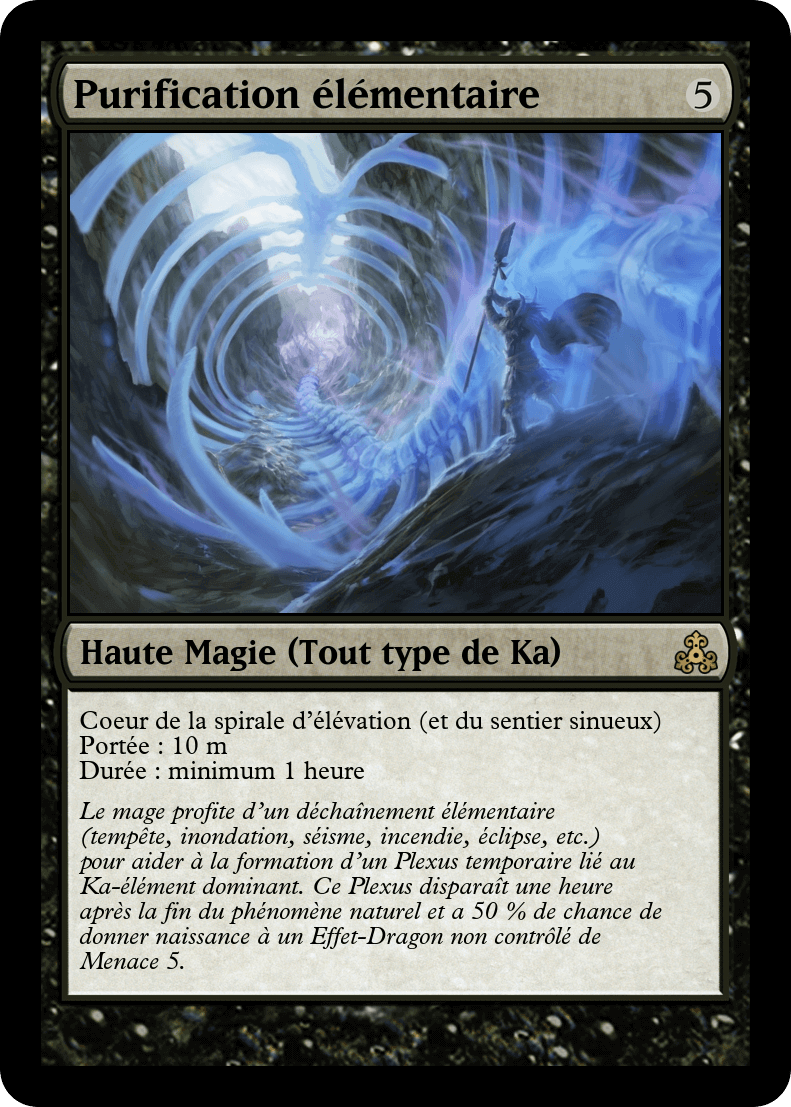 Purification élémentaire
5
Haute Magie (Tout type de Ka)
Coeur de la spirale d'élévation (et du sentier sinueux)
Portée : 10 m
Durée : minimum 1 heure
Le mage profite d'un déchaînement élémentaire
(tempête, inondation, séisme, incendie, éclipse, etc.)
pour aider à la formation d'un Plexus temporaire lié au
Ka-élément dominant. Ce Plexus disparaît une heure
après la fin du phénomène naturel et a 50 % de chance de
donner naissance à un Effet-Dragon non contrôlé de
Menace 5.